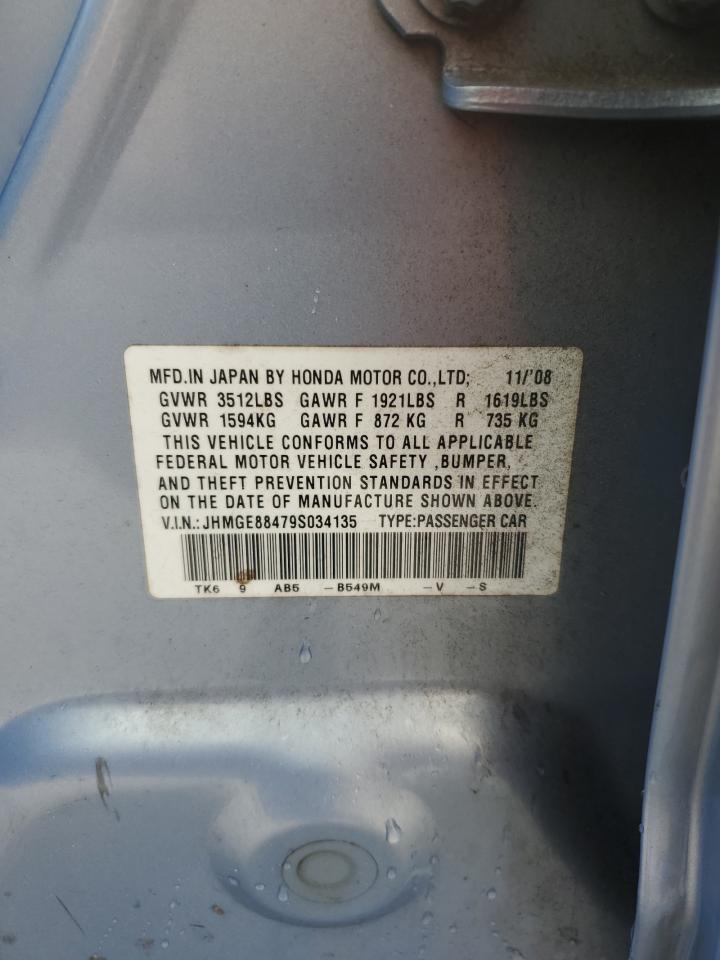 MFD.IN JAPAN BY HONDA MOTOR CO.,LTD; 11/'08
GVWR 3512LBS GAWR F 1921LBS R 1619LBS
GVWR 1594KG GAWR F 872 KG R 735 KG
THIS VEHICLE CONFORMS TO ALL APPLICABLE
FEDERAL MOTOR VEHICLE SAFETY ,BUMPER,
AND THEFT PREVENTION STANDARDS IN EFFECT
ON THE DATE OF MANUFACTURE SHOWN ABOVE.
V.I.N.: JHMGE88479S034135 TYPE:PASSENGER CAR
TK6 9 AB5 -B549M -V -S